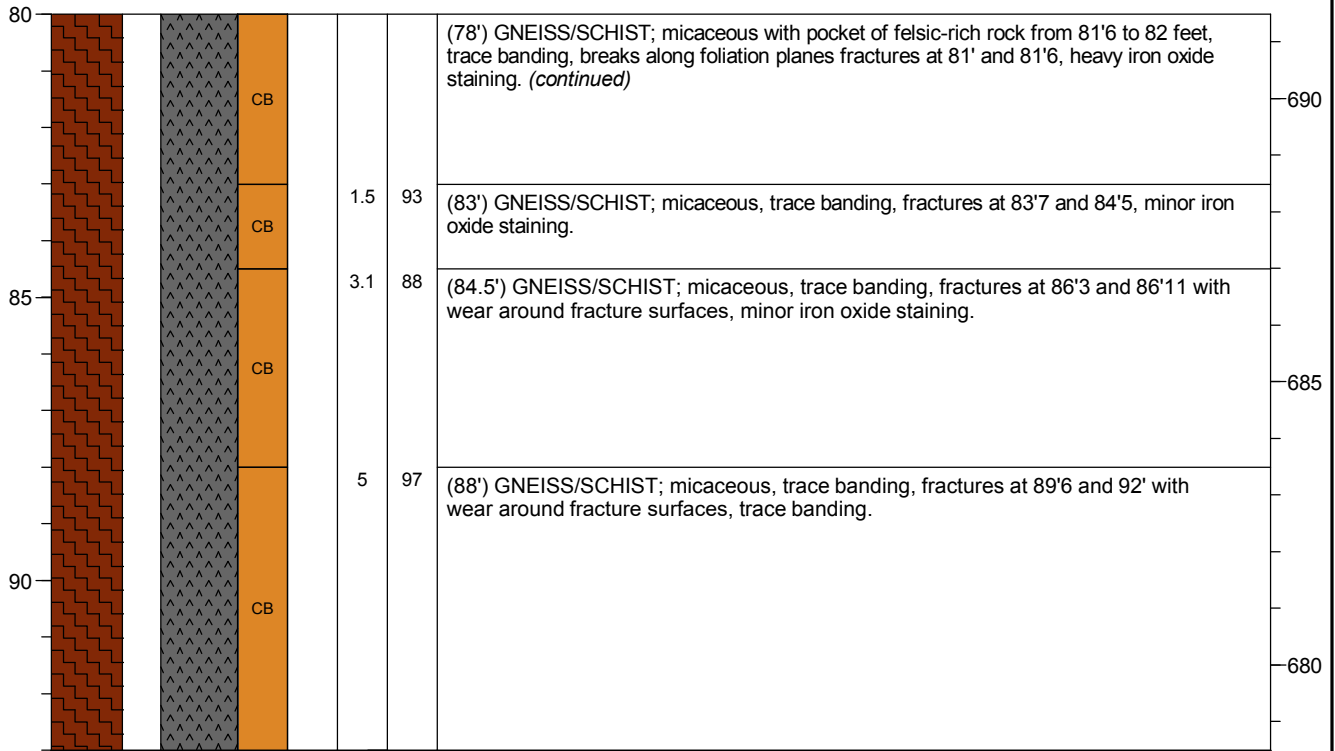 80
(78') GNEISS/SCHIST; micaceous with pocket of felsic-rich rock from 81'6 to 82 feet,
trace banding, breaks along foliation planes fractures at 81' and 81'6, heavy iron oxide
staining. (continued)
CB
690
1.5 93
(83') GNEISS/SCHIST; micaceous, trace banding, fractures at 83'7 and 84'5, minor iron
oxide staining.
CB
85
3.1 88
(84.5') GNEISS/SCHIST; micaceous, trace banding, fractures at 86'3 and 86'11 with
wear around fracture surfaces, minor iron oxide staining.
CB
685
5 97
(88') GNEISS/SCHIST; micaceous, trace banding, fractures at 89'6 and 92' with
wear around fracture surfaces, trace banding.
90
CB
680